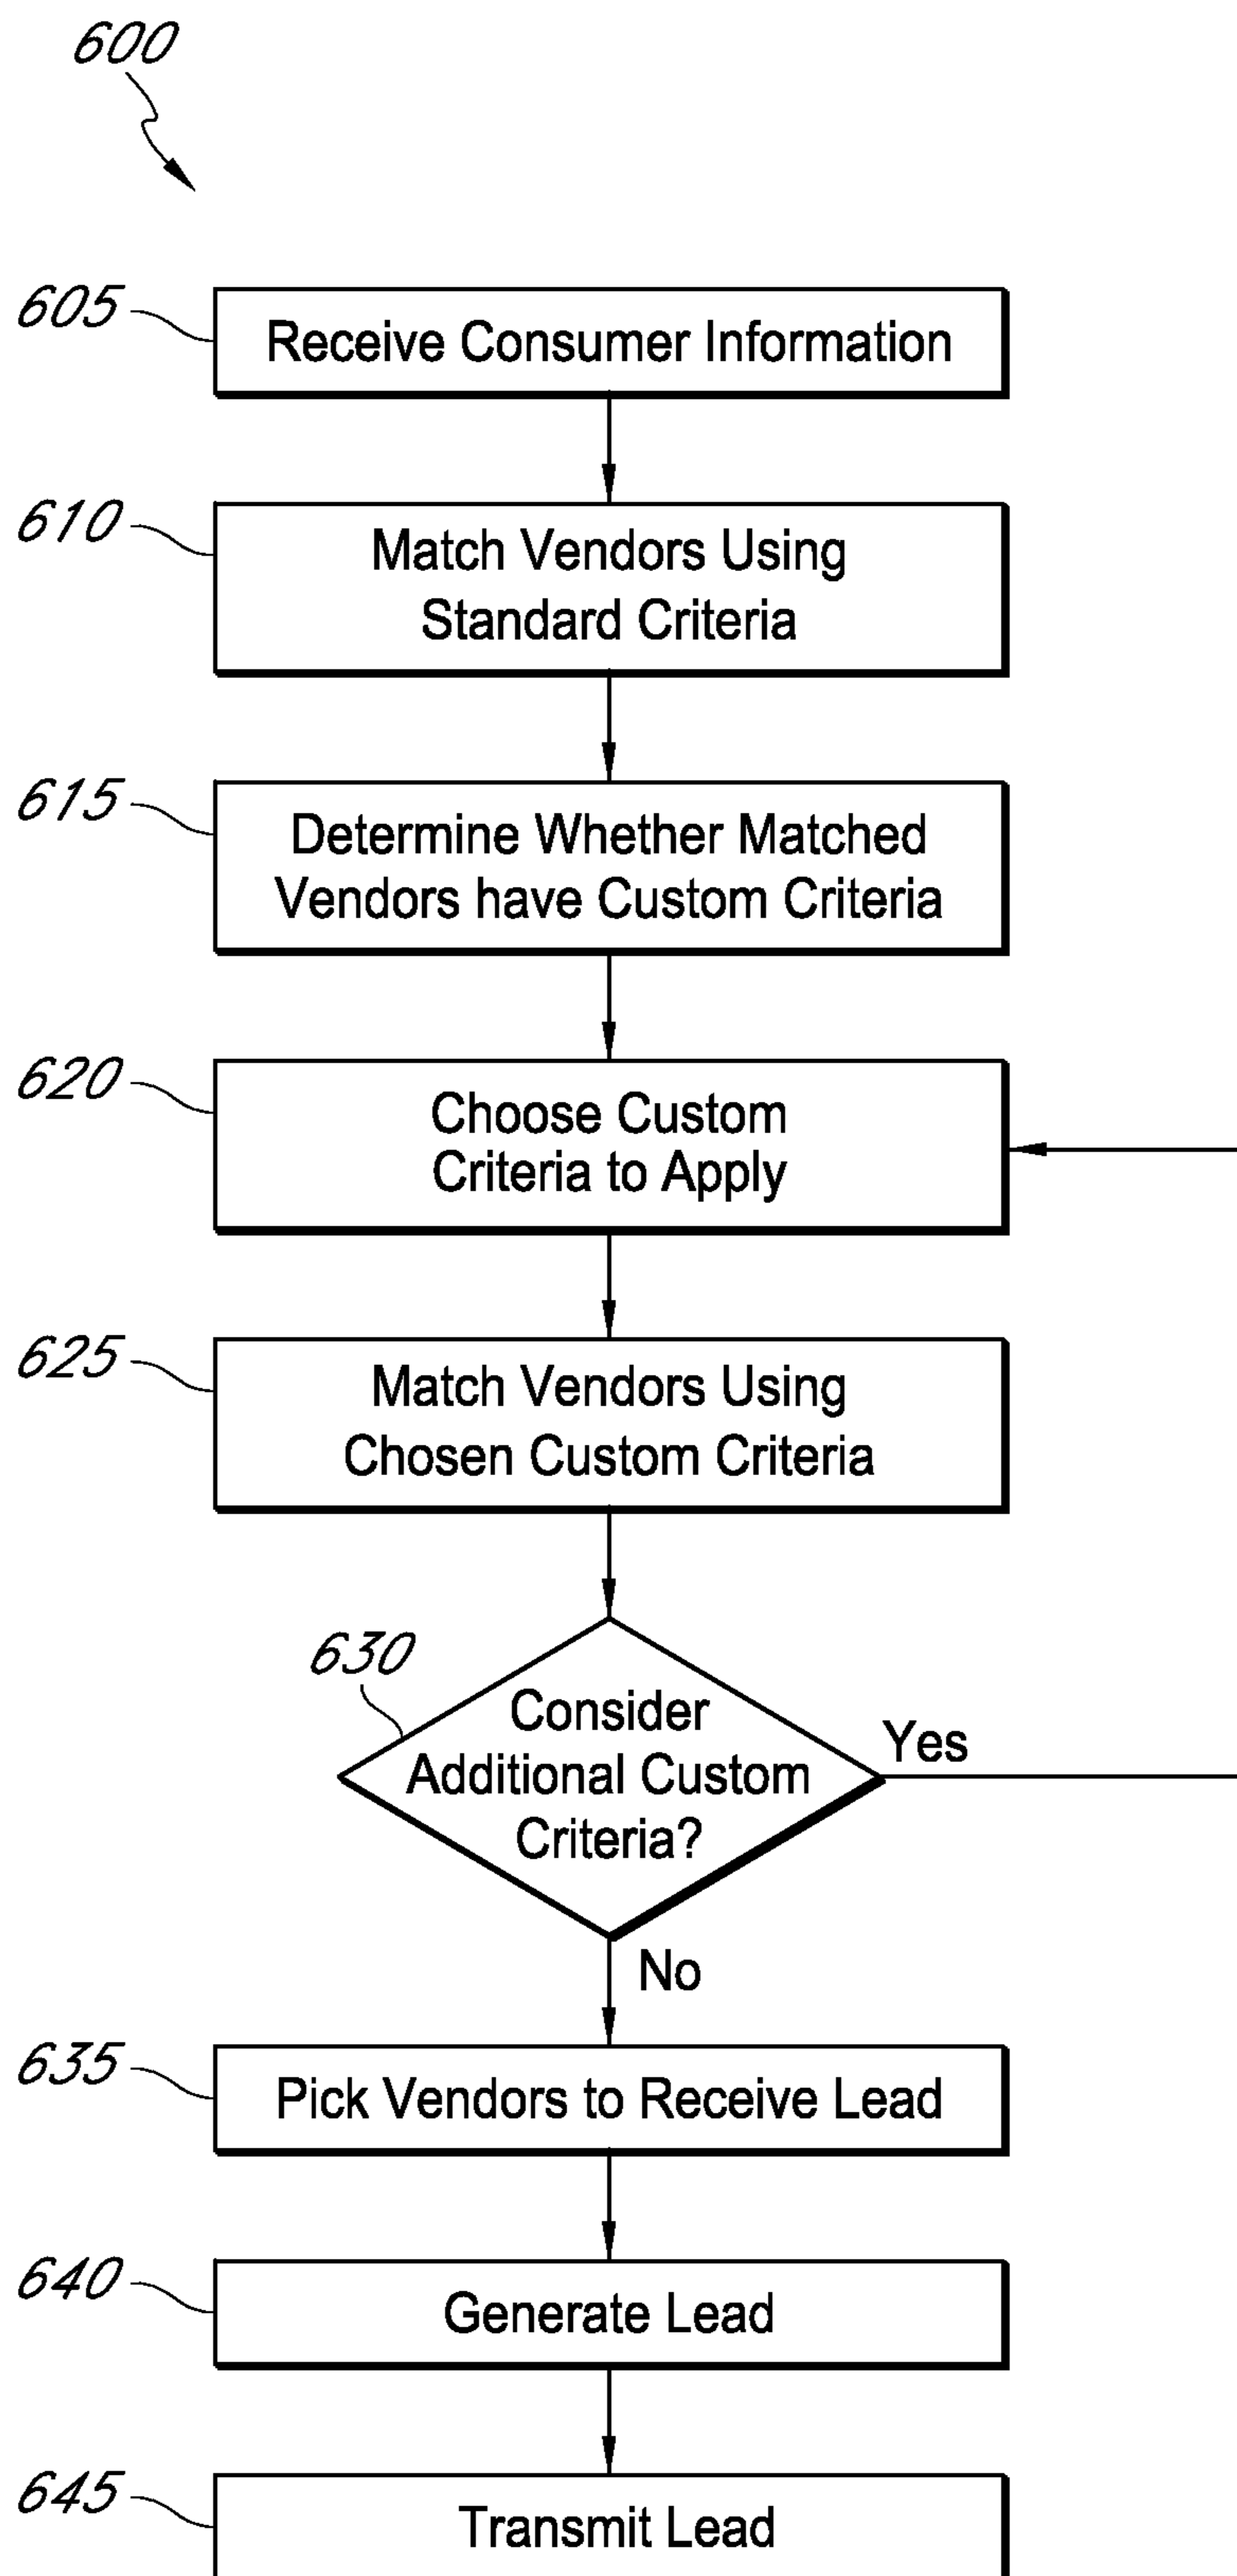 600
605
Receive Consumer Information
610
Match Vendors Using
Standard Criteria
615
Determine Whether Matched
Vendors have Custom Criteria
620
Choose Custom
Criteria to Apply
625
Match Vendors Using
Chosen Custom Criteria
630
Consider
Additional Custom
Criteria?
Yes
No
635
Pick Vendors to Receive Lead
640
Generate Lead
645
Transmit Lead